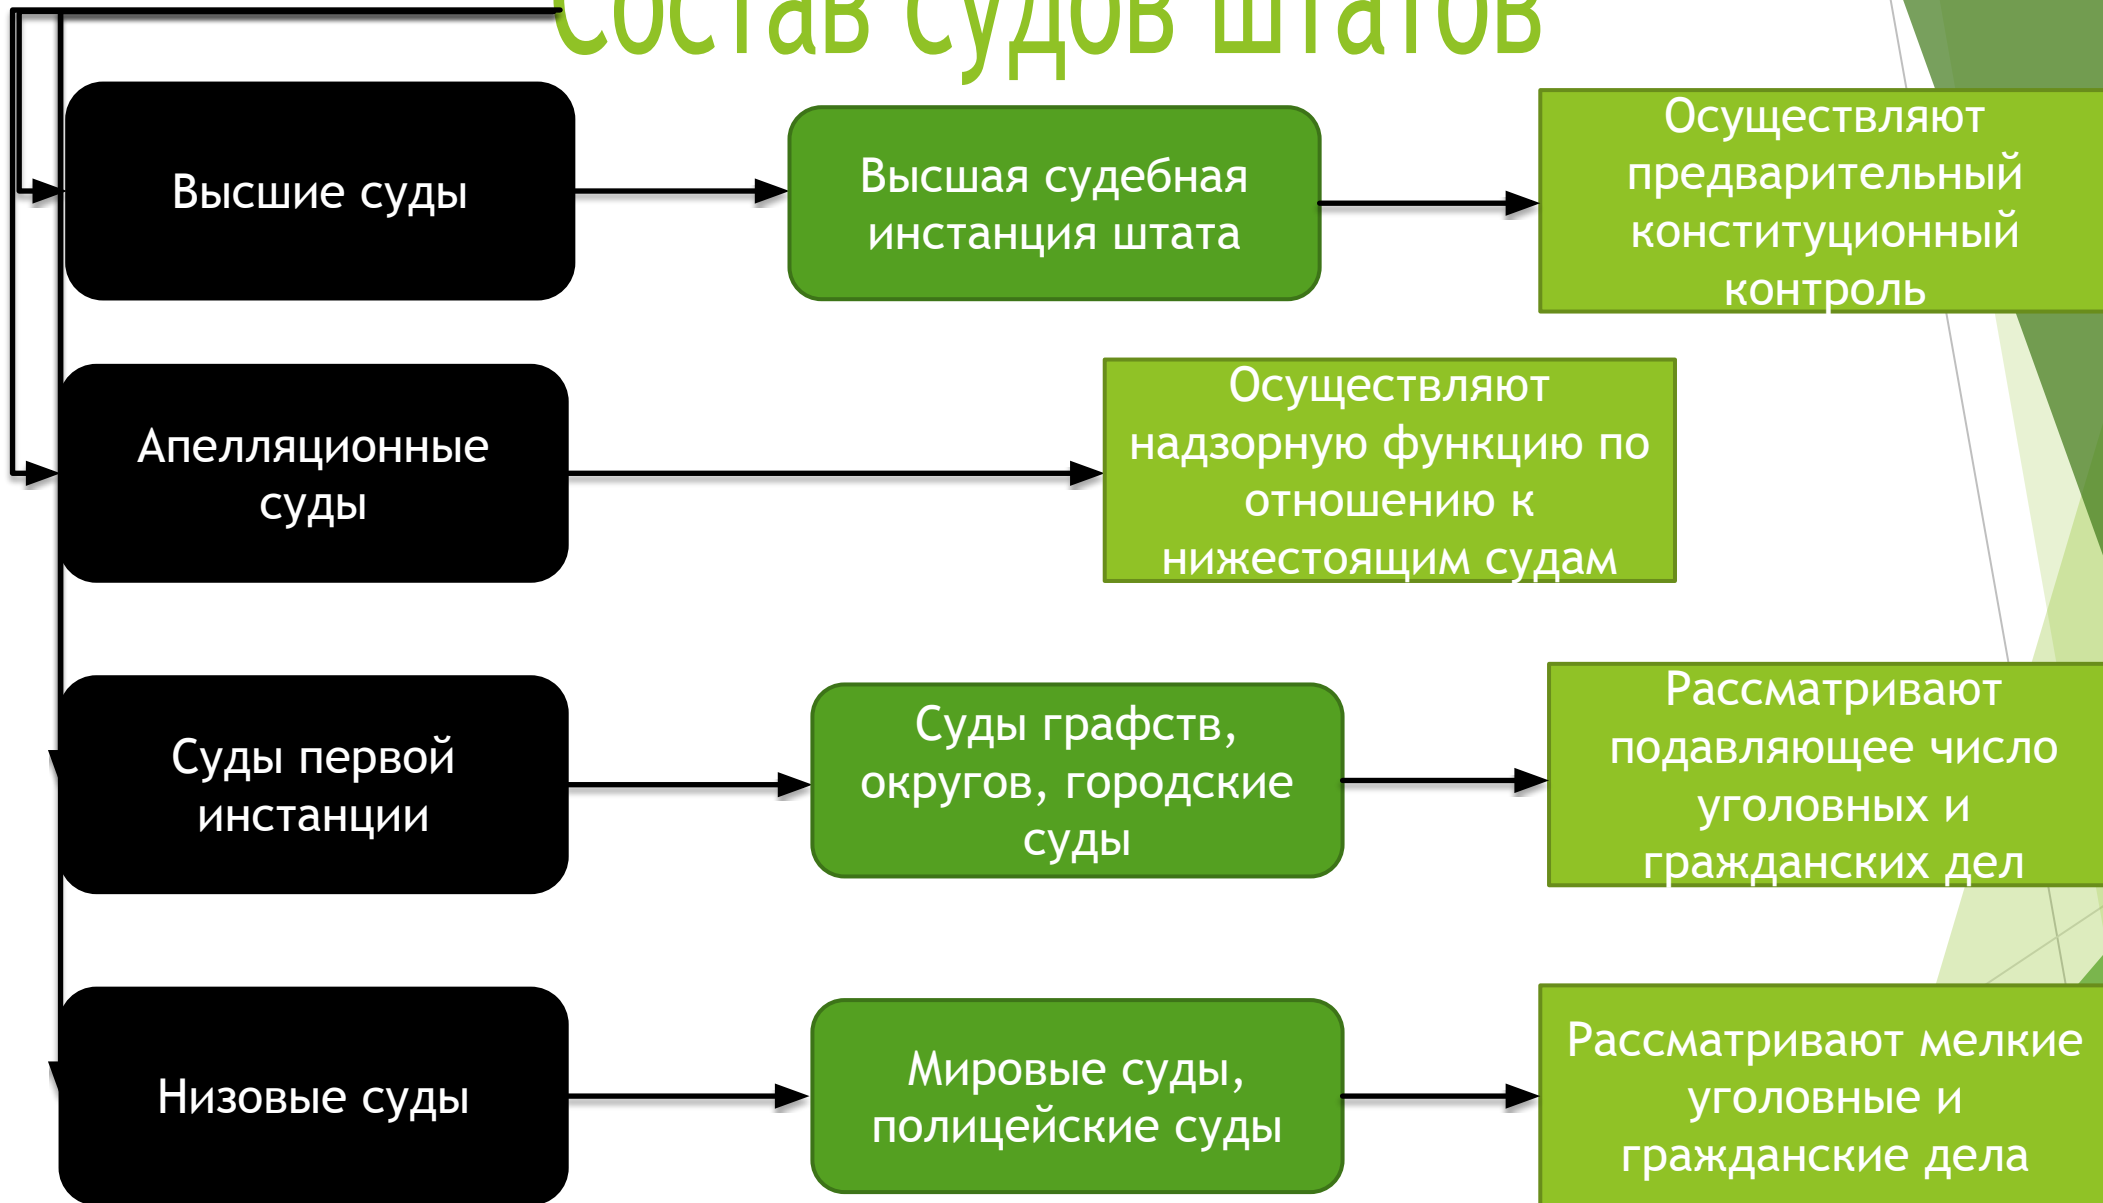 Состав судов штатов
Высшие суды
Высшая судебная
инстанция штата
Осуществляют
предварительный
конституционный
контроль
Апелляционные
суды
Осуществляют
надзорную функцию по
отношению к
нижестоящим судам
Суды первой
инстанции
Суды графств,
округов, городские
суды
Рассматривают
подавляющее число
уголовных и
гражданских дел
Низовые суды
Мировые суды,
полицейские суды
Рассматривают мелкие
уголовные и
гражданские дела